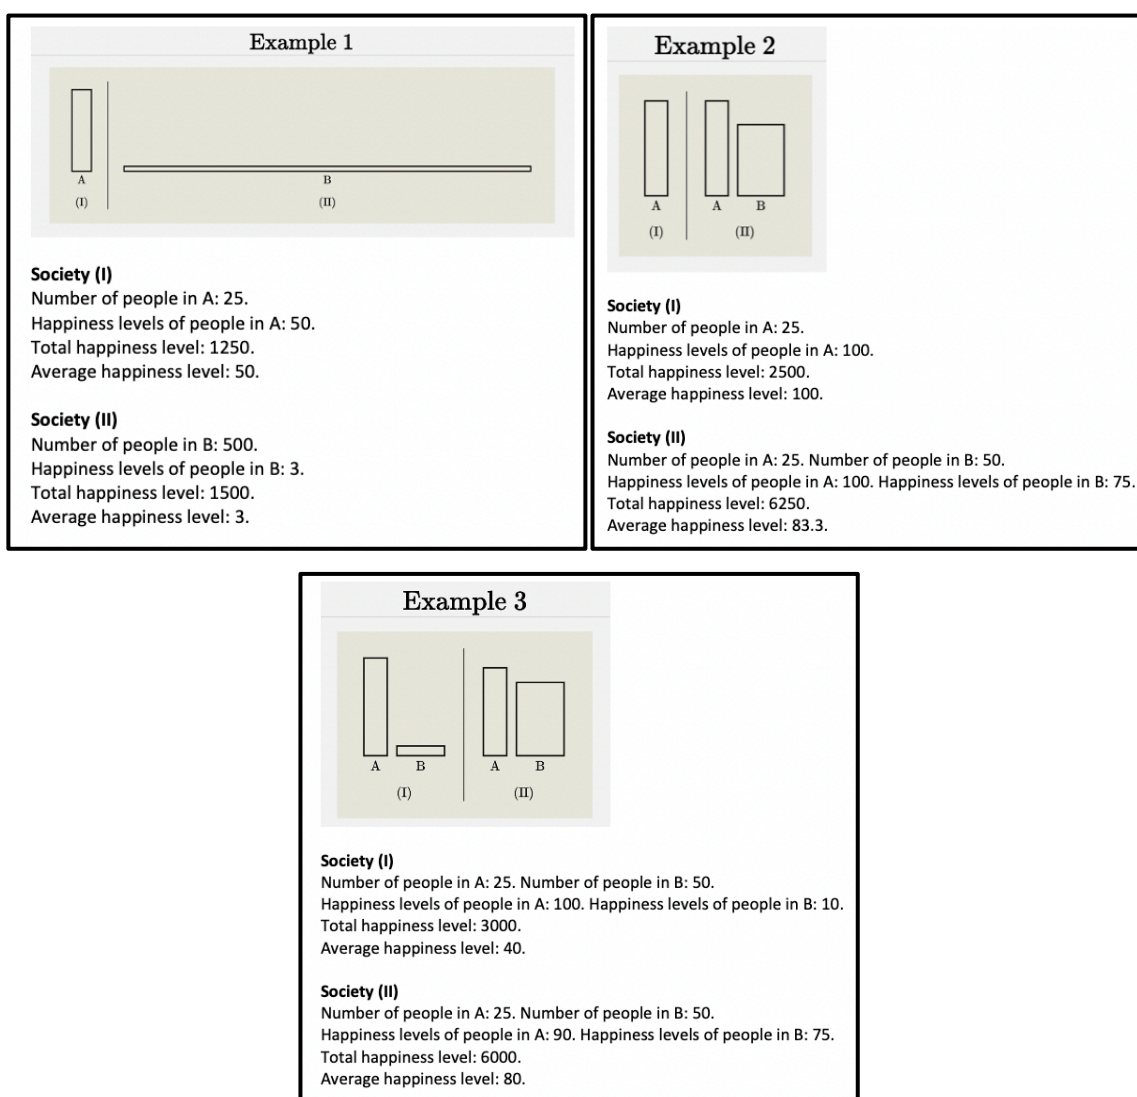 Example 1
A
B
(I)
(II)
Society (I)
Number of people in A: 25.
Happiness levels of people in A: 50.
Total happiness level: 1250.
Average happiness level: 50.
Society (II)
Number of people in B: 500.
Happiness levels of people in B: 3.
Total happiness level: 1500.
Average happiness level: 3.
Example 2
A
A
B
(I)
(II)
Society (I)
Number of people in A: 25.
Happiness levels of people in A: 100.
Total happiness level: 2500.
Average happiness level: 100.
Society (II)
Number of people in A: 25. Number of people in B: 50.
Happiness levels of people in A: 100. Happiness levels of people in B: 75.
Total happiness level: 6250.
Average happiness level: 83.3.
Example 3
A
B
A
B
(I)
(II)
Society (I)
Number of people in A: 25. Number of people in B: 50.
Happiness levels of people in A: 100. Happiness levels of people in B: 10.
Total happiness level: 3000.
Average happiness level: 40.
Society (II)
Number of people in A: 25. Number of people in B: 50.
Happiness levels of people in A: 90. Happiness levels of people in B: 75.
Total happiness level: 6000.
Average happiness level: 80.